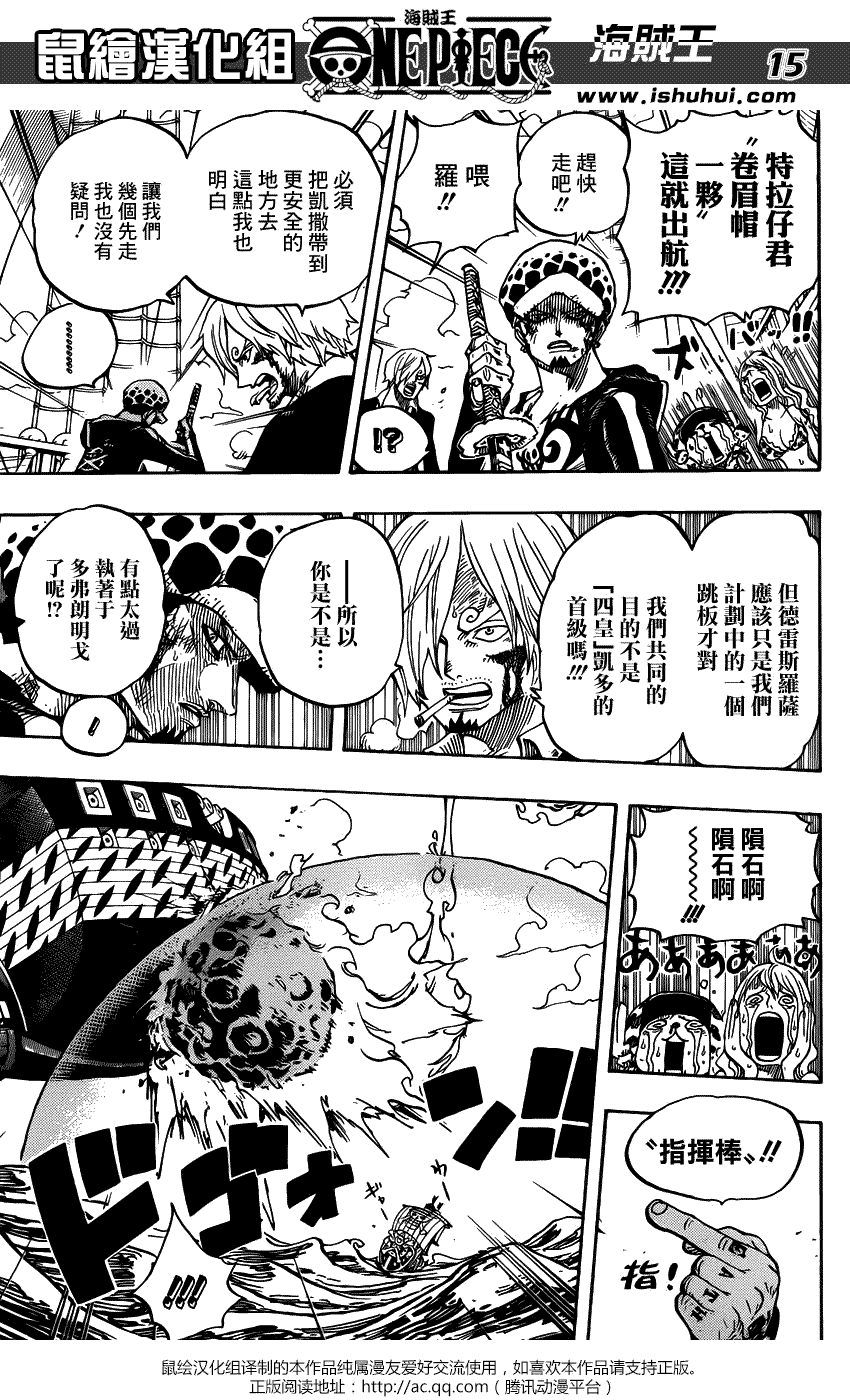 鼠繪漢化組
海賊王
ONE PIECE
海賊王
15
www.ishuhui.com
特拉仔君
〝卷眉帽
一夥〞
這就出航!!!
趕快
走吧!!
喂
羅!!
!?
ズ
必須
把凱撒帶到
更安全的
地方去
這點我也
明白
讓我們
幾個先走
我也沒有
疑問!
………
但德雷斯羅薩
應該只是我們
計劃中的一個
跳板才對
我們共同的
目的不是
『四皇』凱多的
首級嗎!!!
——所以
你是不是…
有點太過
執著于
多弗朗明戈
了呢!?
!
隕石啊
隕石啊
~~~!!!
ああああああ
〝指揮棒〟!!
指!
DEATH
ドゴォン!!!
ぎゅわ
!!!
鼠绘汉化组译制的本作品纯属漫友爱好交流使用，如喜欢本作品请支持正版。
正版阅读地址：http://ac.qq.com（腾讯动漫平台）